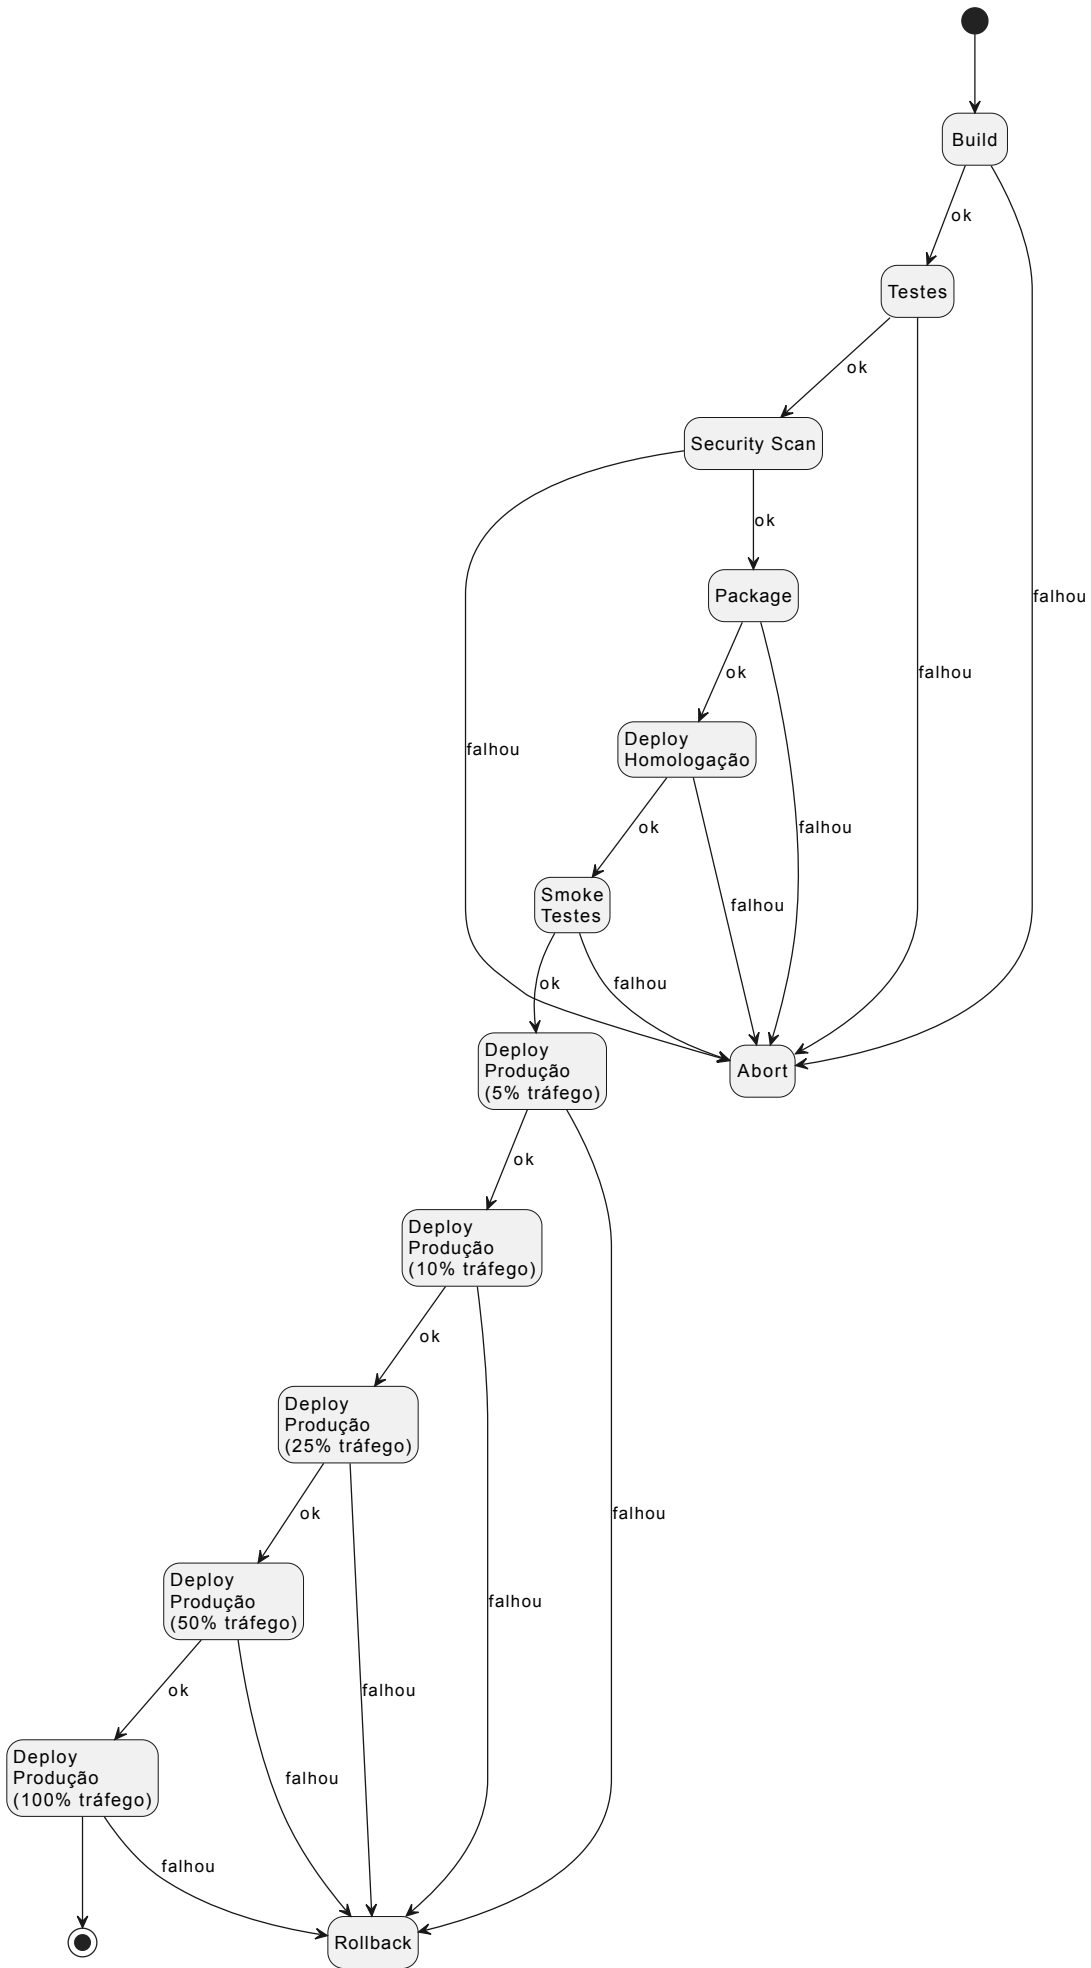 Build
ok
Testes
ok
Security Scan
ok
Package
falhou
ok
falhou
Deploy
Homologação
falhou
ok
falhou
Smoke
Testes
falhou
ok
falhou
Deploy
Produção
(5% tráfego)
Abort
ok
Deploy
Produção
(10% tráfego)
ok
Deploy
Produção
(25% tráfego)
ok
falhou
Deploy
Produção
(50% tráfego)
falhou
ok
falhou
Deploy
Produção
(100% tráfego)
falhou
falhou
Rollback